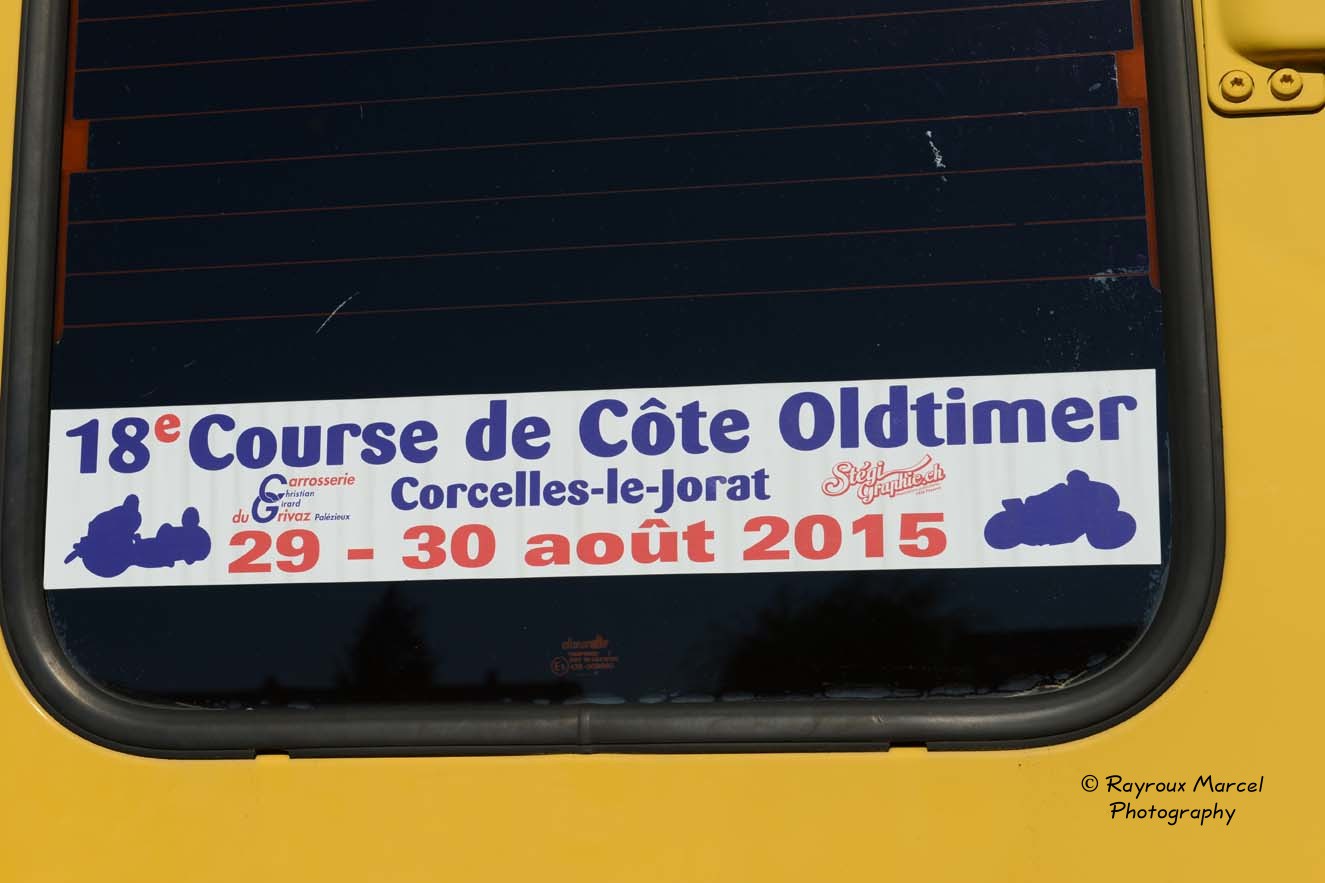 18e Course de Côte Oldtimer
Carrosserie
Christian
Girard
du Grivaz Palézieux
Corcelles-le-Jorat
Stégi
Graphic.ch
29 - 30 août 2015
© Rayroux Marcel
Photography